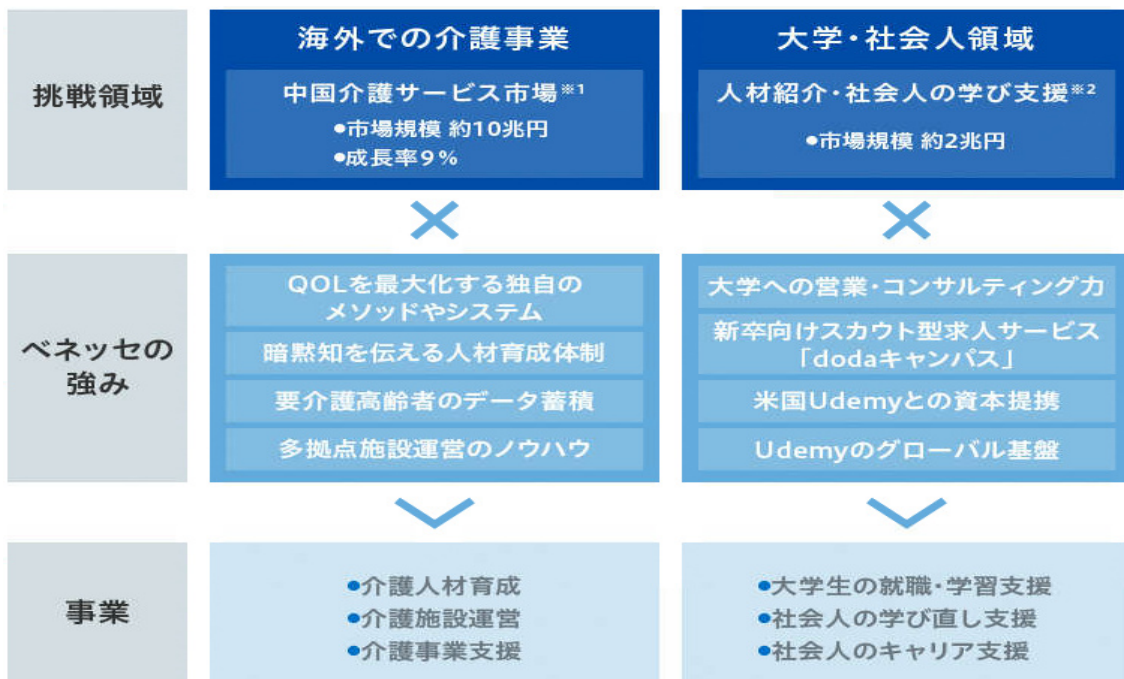 挑戦領域
海外での介護事業
中国介護サービス市場※1
●市場規模 約10兆円
●成長率9%
大学・社会人領域
人材紹介・社会人の学び支援※2
●市場規模 約2兆円
ベネッセの
強み
QOLを最大化する独自の
メソッドやシステム
暗黙知を伝える人材育成体制
要介護高齢者のデータ蓄積
多拠点施設運営のノウハウ
大学への営業・コンサルティング力
新卒向けスカウト型求人サービス
「dodaキャンパス」
米国Udemyとの資本提携
Udemyのグローバル基盤
事業
●介護人材育成
●介護施設運営
●介護事業支援
●大学生の就職・学習支援
●社会人の学び直し支援
●社会人のキャリア支援